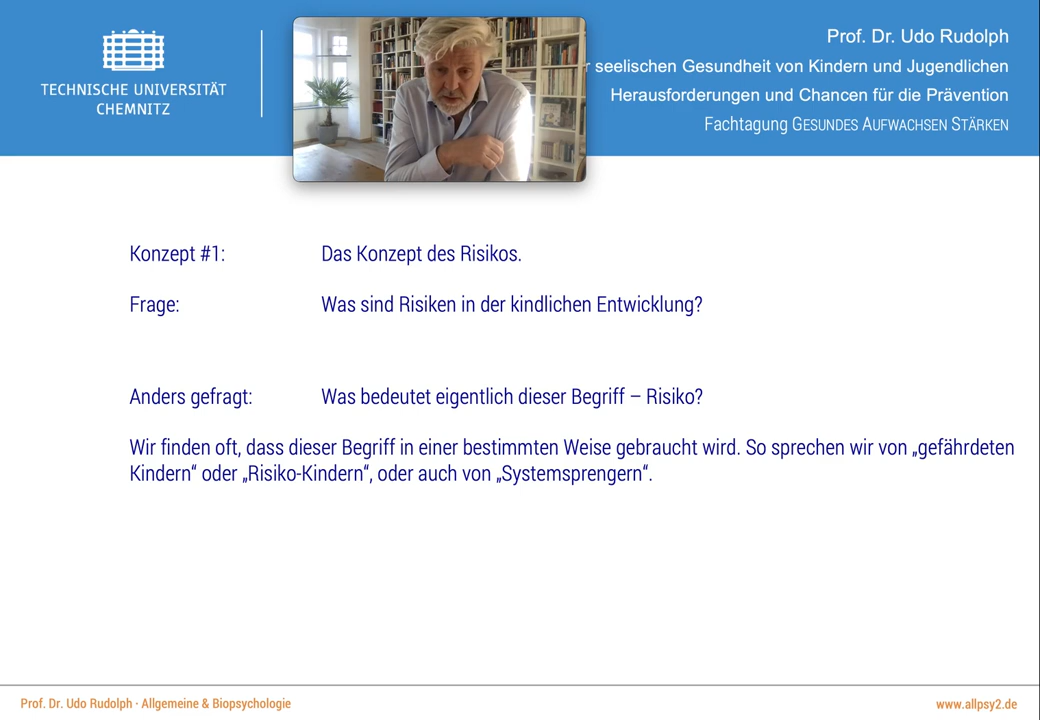 TECHNISCHE UNIVERSITÄT
CHEMNITZ
Prof. Dr. Udo Rudolph
seelischen Gesundheit von Kindern und Jugendlichen
Herausforderungen und Chancen für die Prävention
Fachtagung GESUNDES AUFWACHSEN STÄRKEN
Konzept #1: Das Konzept des Risikos.
Frage: Was sind Risiken in der kindlichen Entwicklung?
Anders gefragt: Was bedeutet eigentlich dieser Begriff – Risiko?
Wir finden oft, dass dieser Begriff in einer bestimmten Weise gebraucht wird. So sprechen wir von „gefährdeten
Kindern“ oder „Risiko-Kindern“, oder auch von „Systemsprengern“.
Prof. Dr. Udo Rudolph · Allgemeine & Biopsychologie
www.allpsy2.de